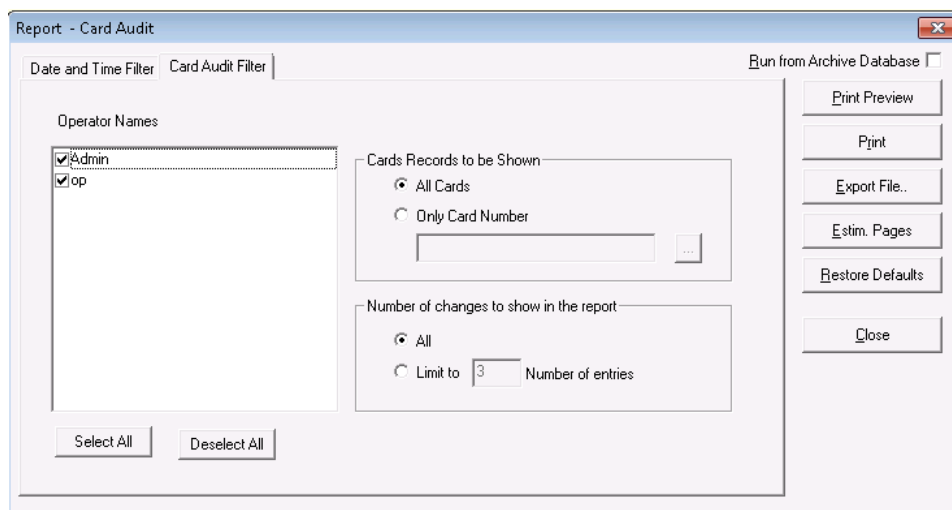 Report - Card Audit
Date and Time Filter
Card Audit Filter
Run from Archive Database
Operator Names
Admin
op
Cards Records to be Shown
All Cards
Only Card Number
...
Number of changes to show in the report
All
Limit to 3 Number of entries
Select All
Deselect All
Print Preview
Print
Export File..
Estim. Pages
Restore Defaults
Close